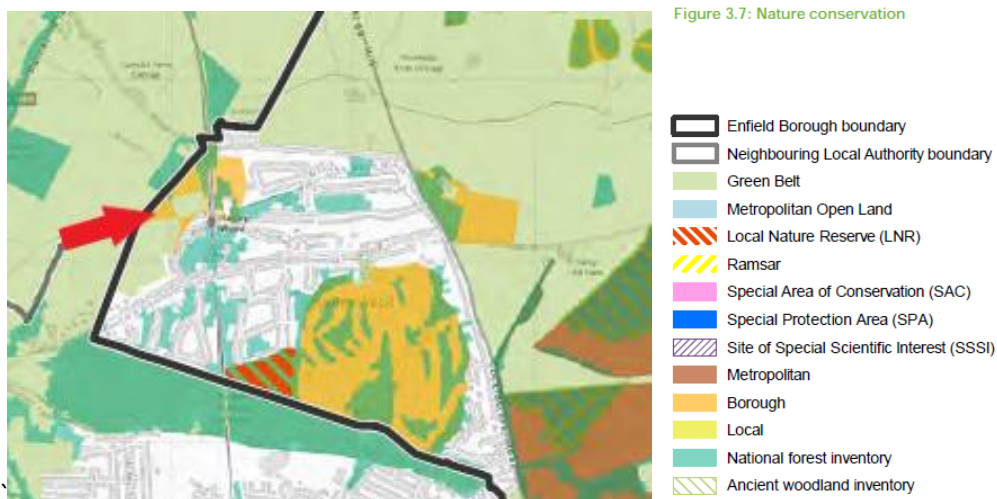 Figure 3.7: Nature conservation
Enfield Borough boundary
Neighbouring Local Authority boundary
Green Belt
Metropolitan Open Land
Local Nature Reserve (LNR)
Ramsar
Special Area of Conservation (SAC)
Special Protection Area (SPA)
Site of Special Scientific Interest (SSSI)
Metropolitan
Borough
Local
National forest inventory
Ancient woodland inventory